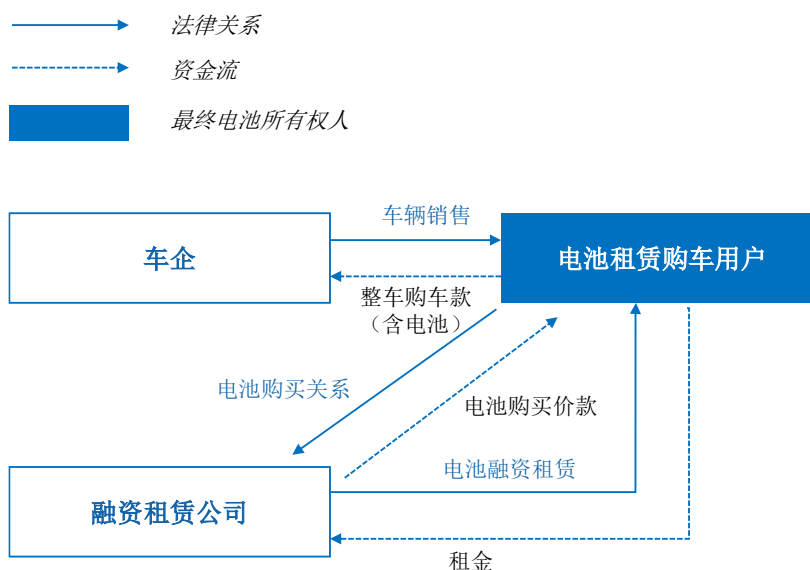 法律关系
资金流
最终电池所有权人
车辆销售
车企
电池租赁购车用户
整车购车款
（含电池）
电池购买关系
电池购买价款
电池融资租赁
融资租赁公司
租金